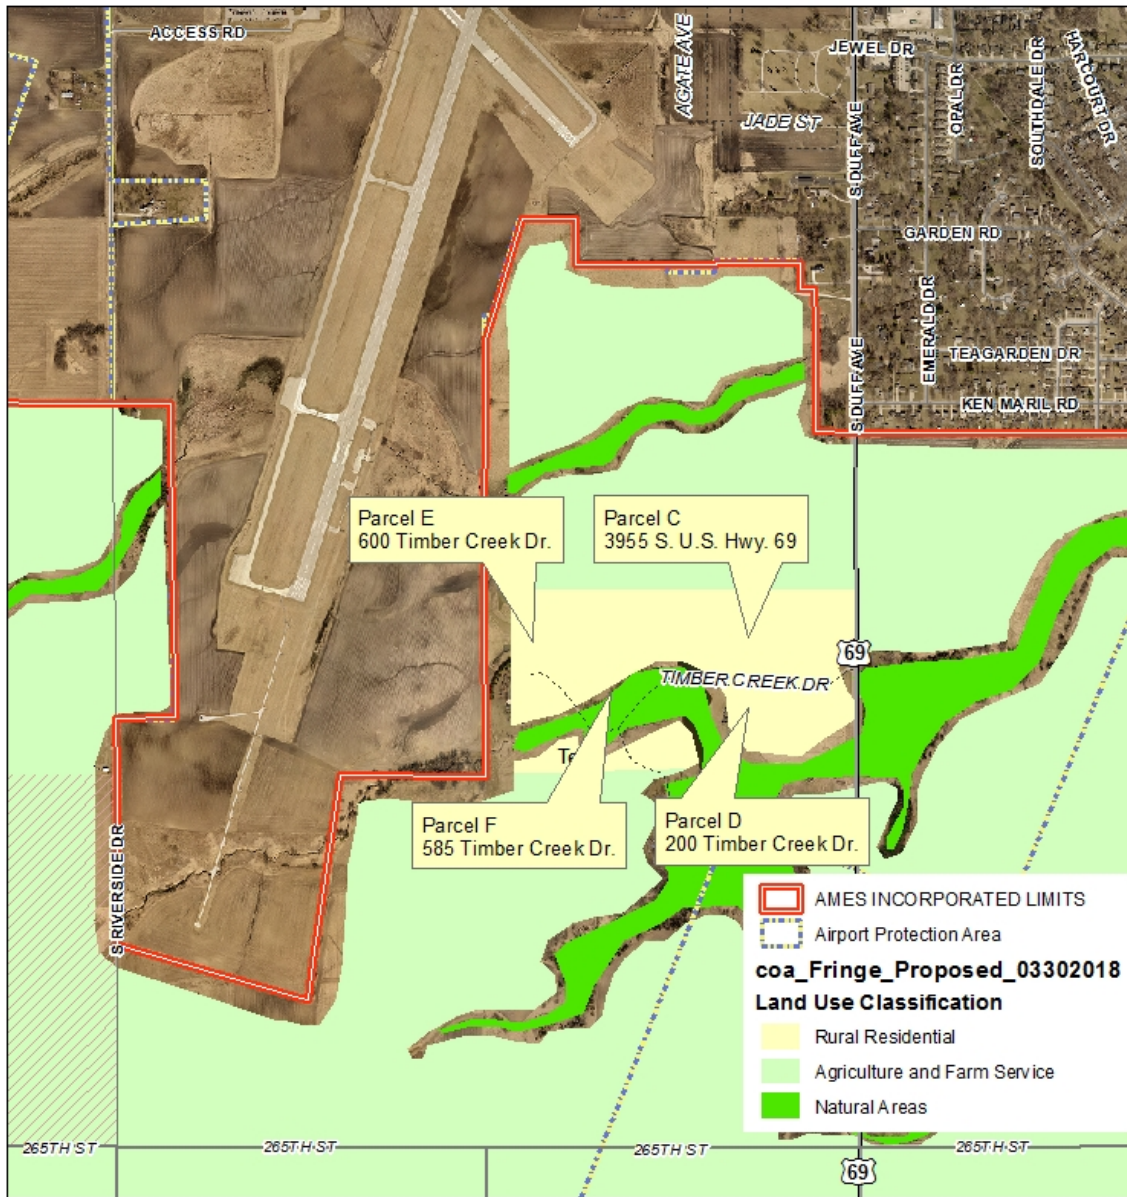 ACCESS RD
AGATE AVE
JEWEL DR
HARCOURT DR
OPAL DR
SOUTHDALE DR
JADE ST
S DUFF AVE
GARDEN RD
EMERALD DR
S DUFF AVE
TEAGARDEN DR
KEN MARIL RD
Parcel E
600 Timber Creek Dr.
Parcel C
3955 S. U.S. Hwy. 69
69
TIMBER CREEK DR
Te
Parcel F
585 Timber Creek Dr.
Parcel D
200 Timber Creek Dr.
S RIVERSIDE DR
AMES INCORPORATED LIMITS
Airport Protection Area
coa_Fringe_Proposed_03302018
Land Use Classification
Rural Residential
Agriculture and Farm Service
Natural Areas
265TH ST
265TH ST
265TH ST
265TH ST
69